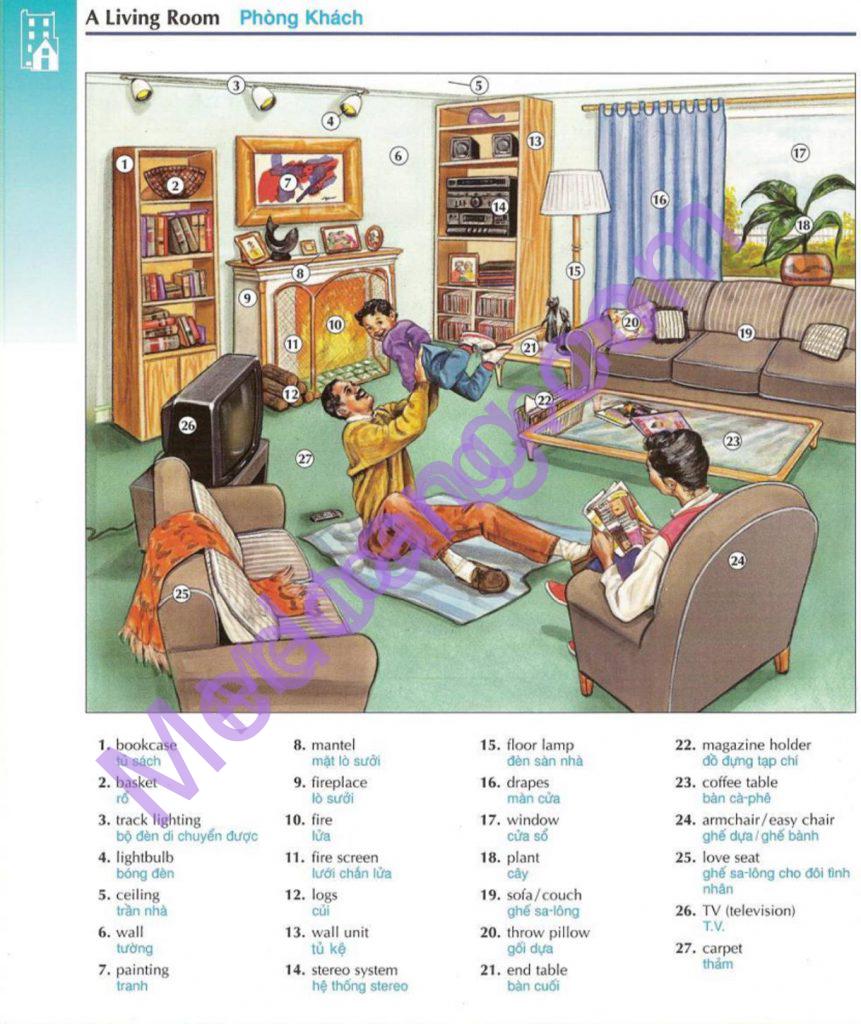 A Living Room Phòng Khách
3
5
4
1
13
2
6
7
17
14
16
18
8
15
9
10
11
20
19
21
12
22
26
23
27
24
25
1. bookcase
tủ sách
2. basket
rổ
3. track lighting
bộ đèn di chuyển được
4. lightbulb
bóng đèn
5. ceiling
trần nhà
6. wall
tường
7. painting
tranh
8. mantel
mặt lò sưởi
9. fireplace
lò sưởi
10. fire
lửa
11. fire screen
lưới chắn lửa
12. logs
củi
13. wall unit
tủ kệ
14. stereo system
hệ thống stereo
15. floor lamp
đèn sàn nhà
16. drapes
màn cửa
17. window
cửa sổ
18. plant
cây
19. sofa/couch
ghế sa-lông
20. throw pillow
gối dựa
21. end table
bàn cuối
22. magazine holder
đồ đựng tạp chí
23. coffee table
bàn cà-phê
24. armchair/easy chair
ghế dựa/ghế bành
25. love seat
ghế sa-lông cho đôi tình
nhân
26. TV (television)
T.V.
27. carpet
thảm